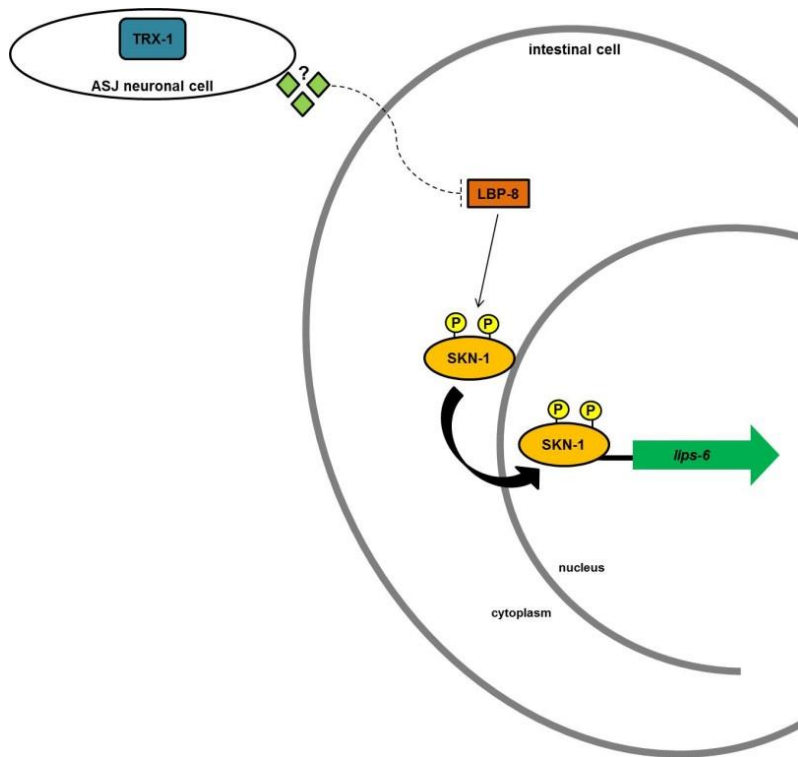 TRX-1
ASJ neuronal cell
?
intestinal cell
LBP-8
P P
SKN-1
P P
SKN-1
lips-6
nucleus
cytoplasm